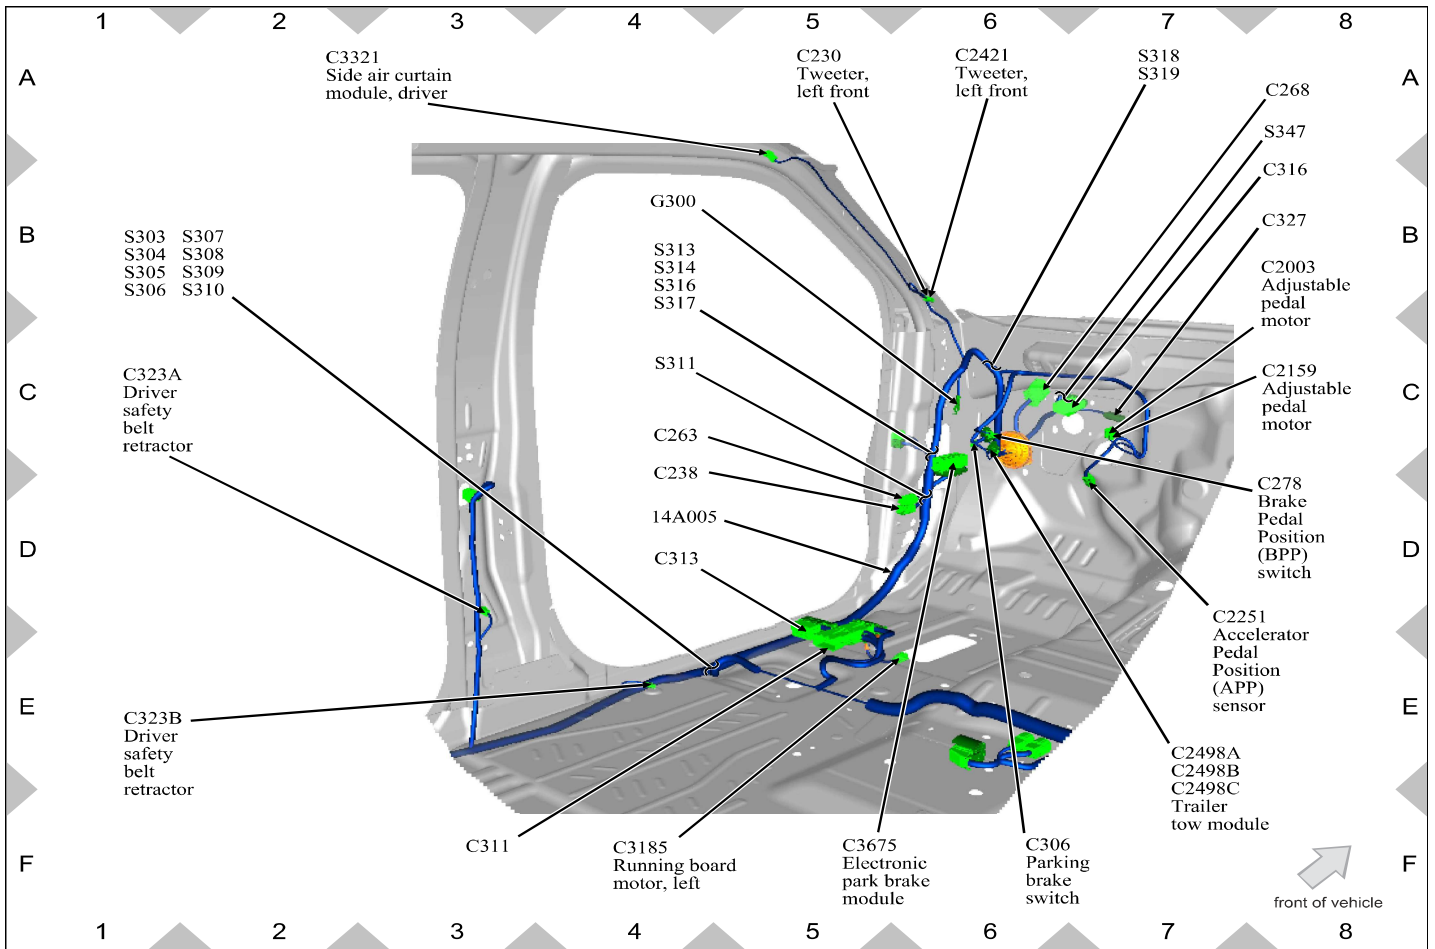 1 2 3 4 5 6 7 8
A A
C3321
Side air curtain
module, driver
C230
Tweeter,
left front
C2421
Tweeter,
left front
S318
S319
C268
S347
C316
B B
G300
C327
S303 S307
S304 S308
S305 S309
S306 S310
S313
S314
S316
S317
C2003
Adjustable
pedal
motor
C C
S311
C323A
Driver
safety
belt
retractor
C2159
Adjustable
pedal
motor
C263
C238
C278
Brake
Pedal
Position
(BPP)
switch
14A005
D D
C313
C2251
Accelerator
Pedal
Position
(APP)
sensor
E E
C323B
Driver
safety
belt
retractor
C2498A
C2498B
C2498C
Trailer
tow module
C311
C3185
Running board
motor, left
C3675
Electronic
park brake
module
C306
Parking
brake
switch
F F
front of vehicle
1 2 3 4 5 6 7 8